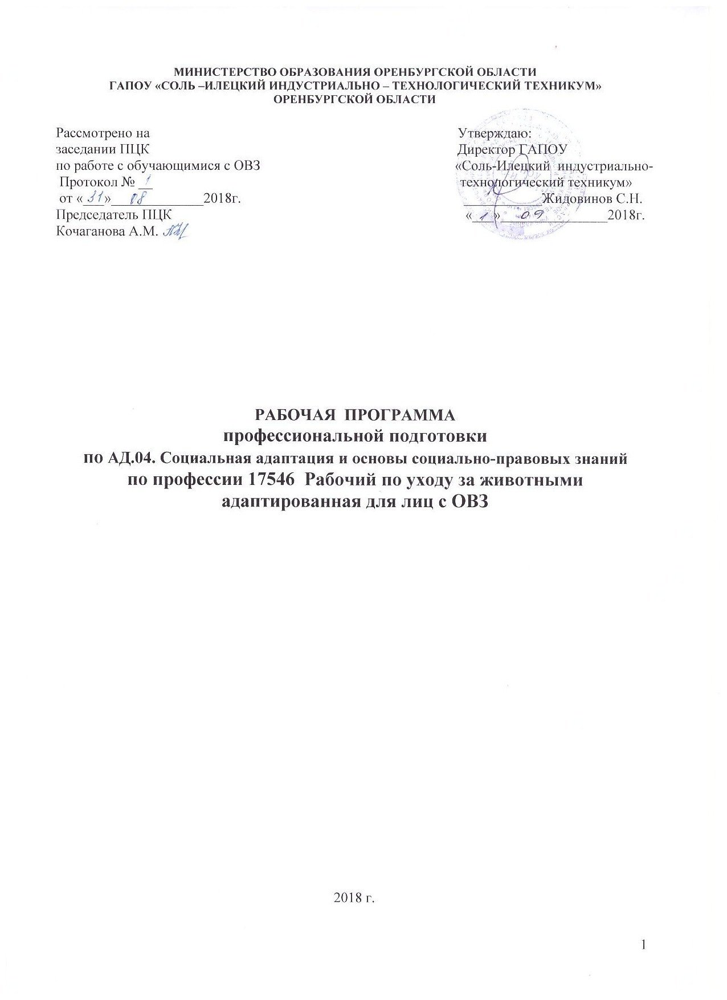 МИНИСТЕРСТВО ОБРАЗОВАНИЯ ОРЕНБУРГСКОЙ ОБЛАСТИ
ГАПОУ «СОЛЬ –ИЛЕЦКИЙ ИНДУСТРИАЛЬНО – ТЕХНОЛОГИЧЕСКИЙ ТЕХНИКУМ»
ОРЕНБУРГСКОЙ ОБЛАСТИ
Рассмотрено на
заседании ПЦК
по работе с обучающимися с ОВЗ
Протокол № 1
от «31» 08 2018г.
Председатель ПЦК
Кочаганова А.М.
Утверждаю:
Директор ГАПОУ
«Соль-Илецкий индустриально-
технологический техникум»
Жидовинов С.Н.
«1» 09 2018г.
РАБОЧАЯ ПРОГРАММА
профессиональной подготовки
по АД.04. Социальная адаптация и основы социально-правовых знаний
по профессии 17546 Рабочий по уходу за животными
адаптированная для лиц с ОВЗ
2018 г.
1